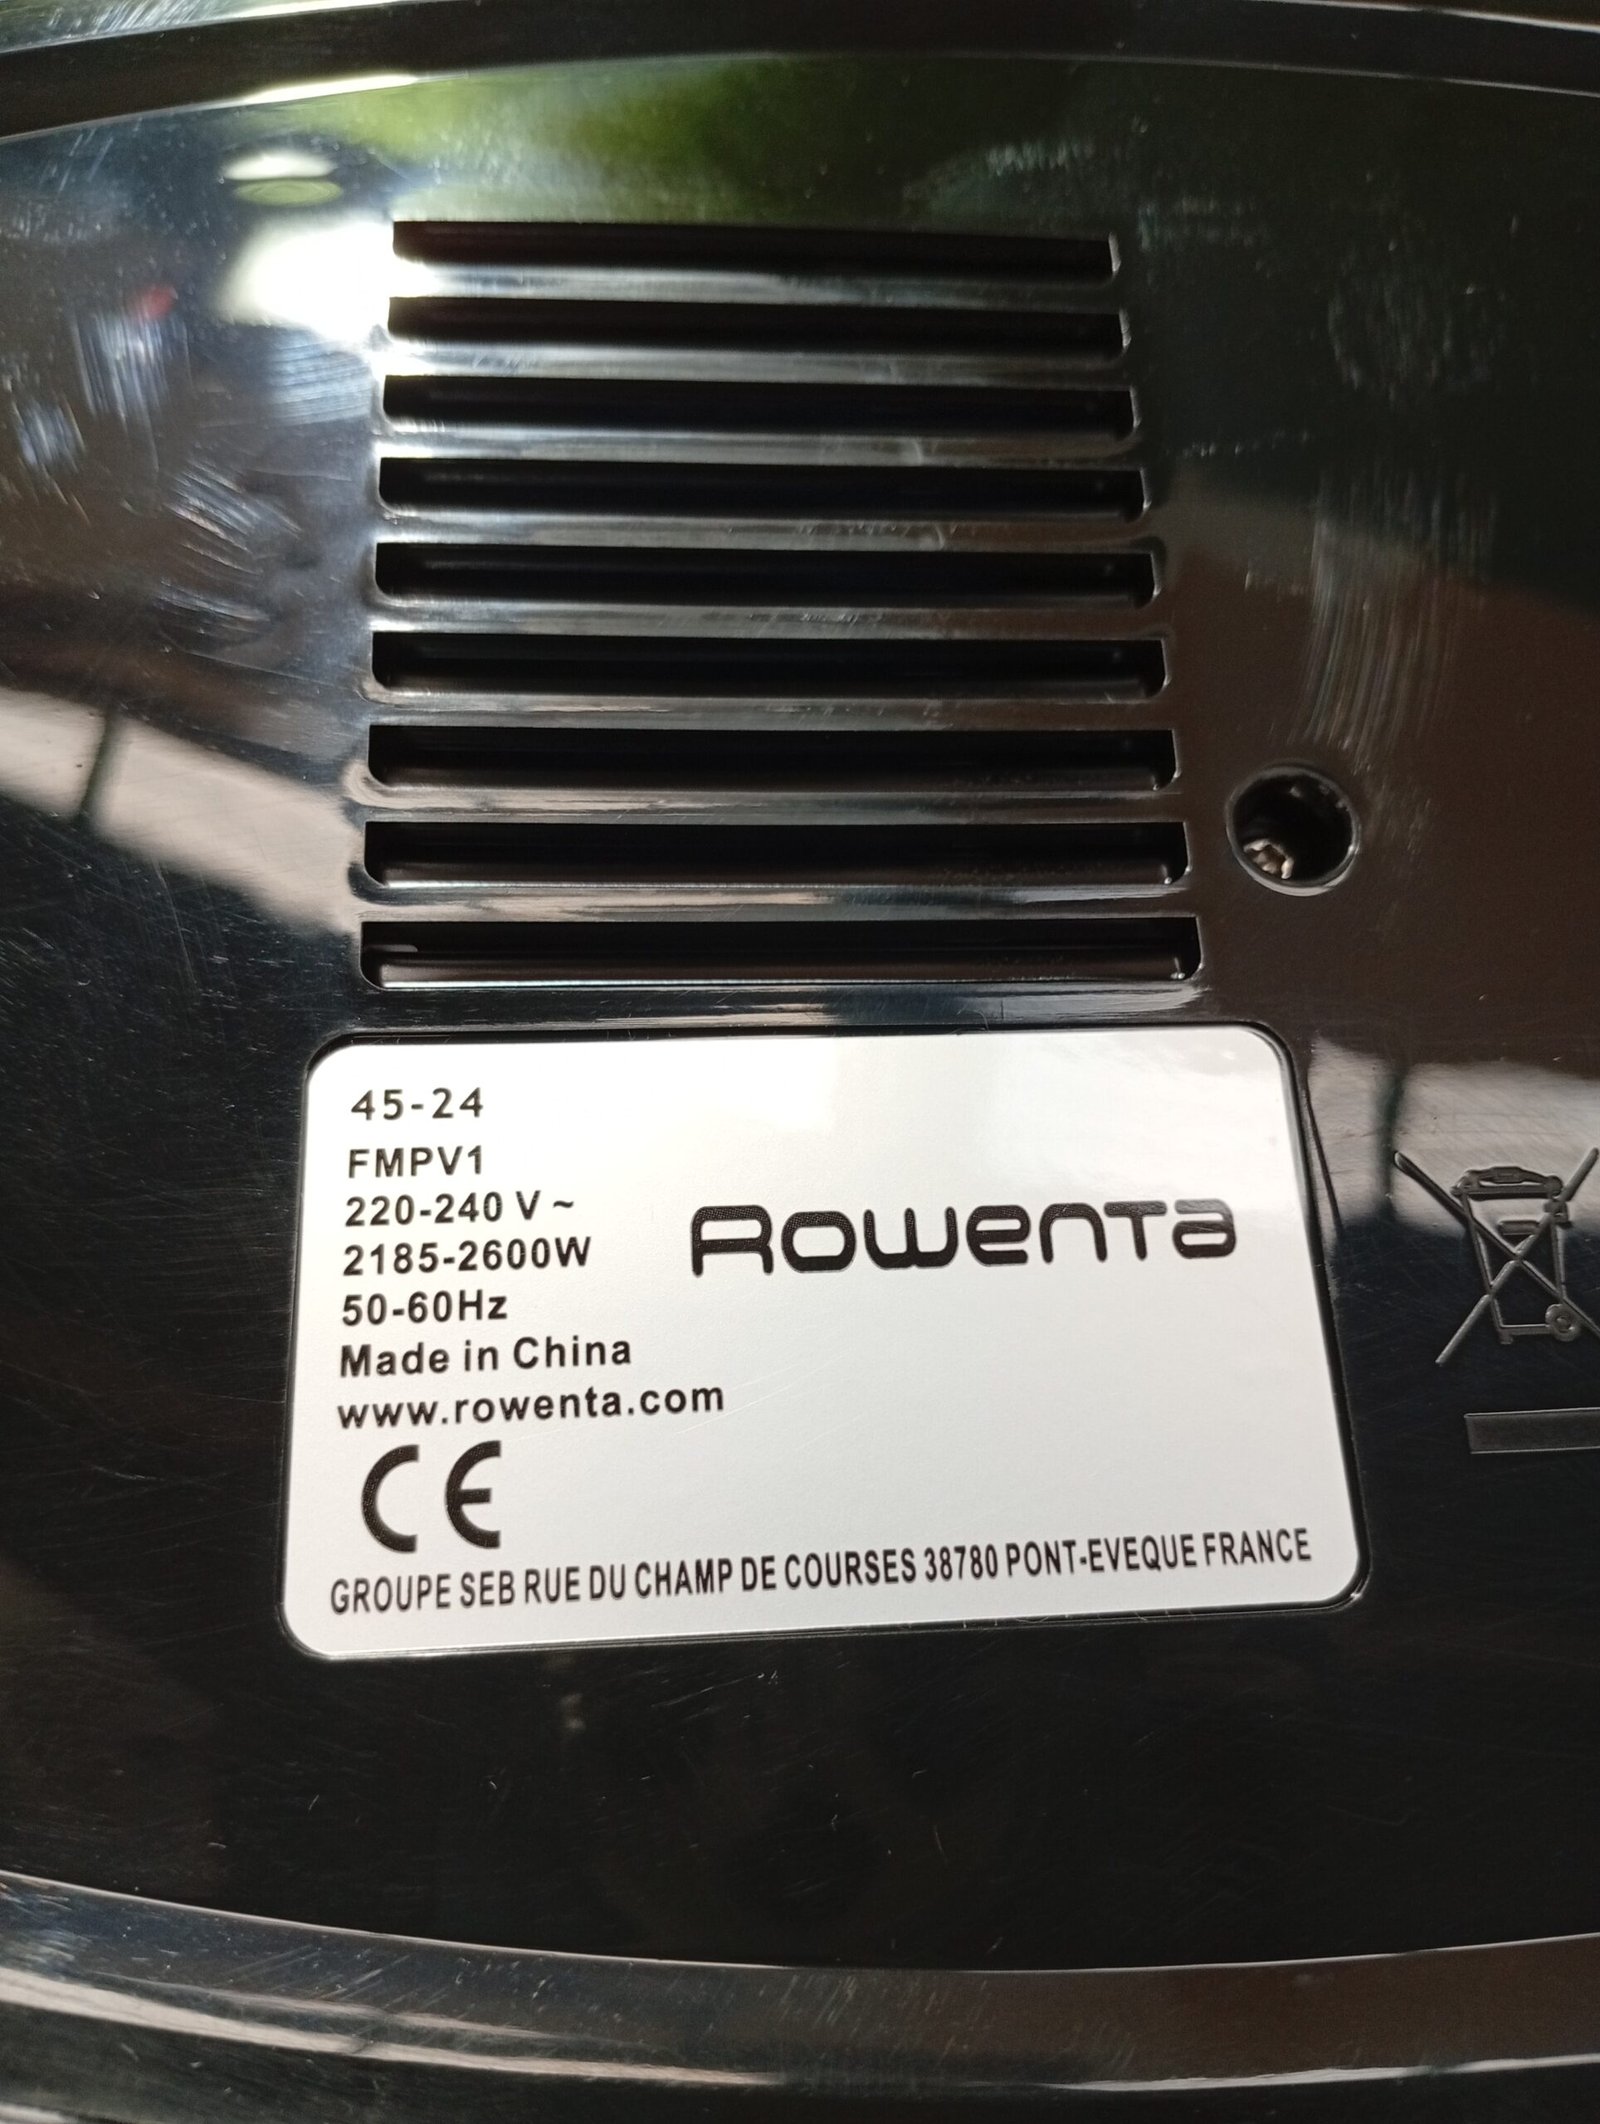 45-24
FMPV1
220-240 V ~
2185-2600W
50-60Hz
Made in China
www.rowenta.com
Rowenta
CE
GROUPE SEB RUE DU CHAMP DE COURSES 38780 PONT-EVEQUE FRANCE